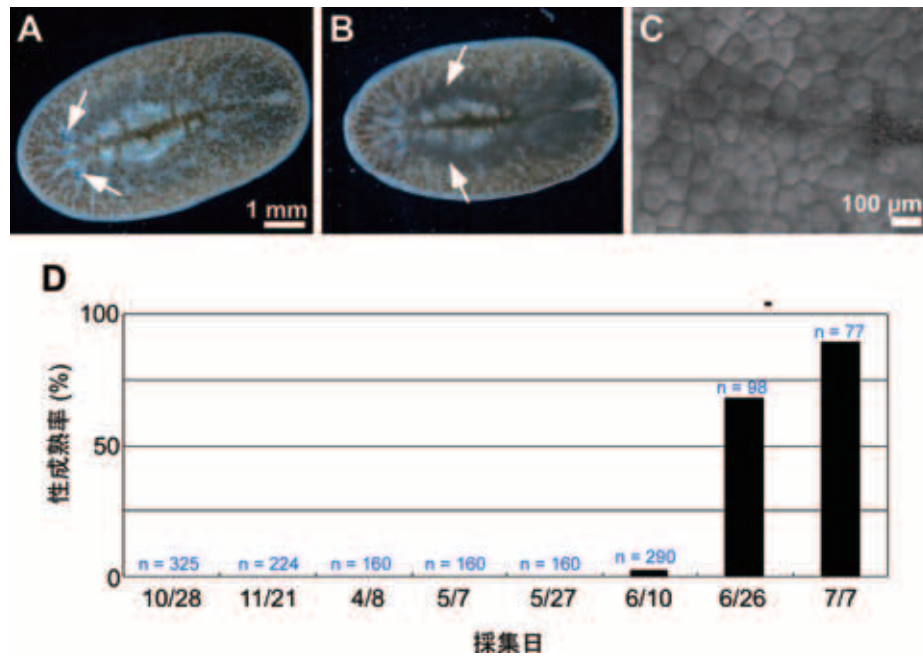 A B C
1 mm
100 µm
D
性成熟率 (%)
100
50
0
n = 325
n = 224
n = 160
n = 160
n = 160
n = 290
n = 98
n = 77
10/28 11/21 4/8 5/7 5/27 6/10 6/26 7/7
採集日